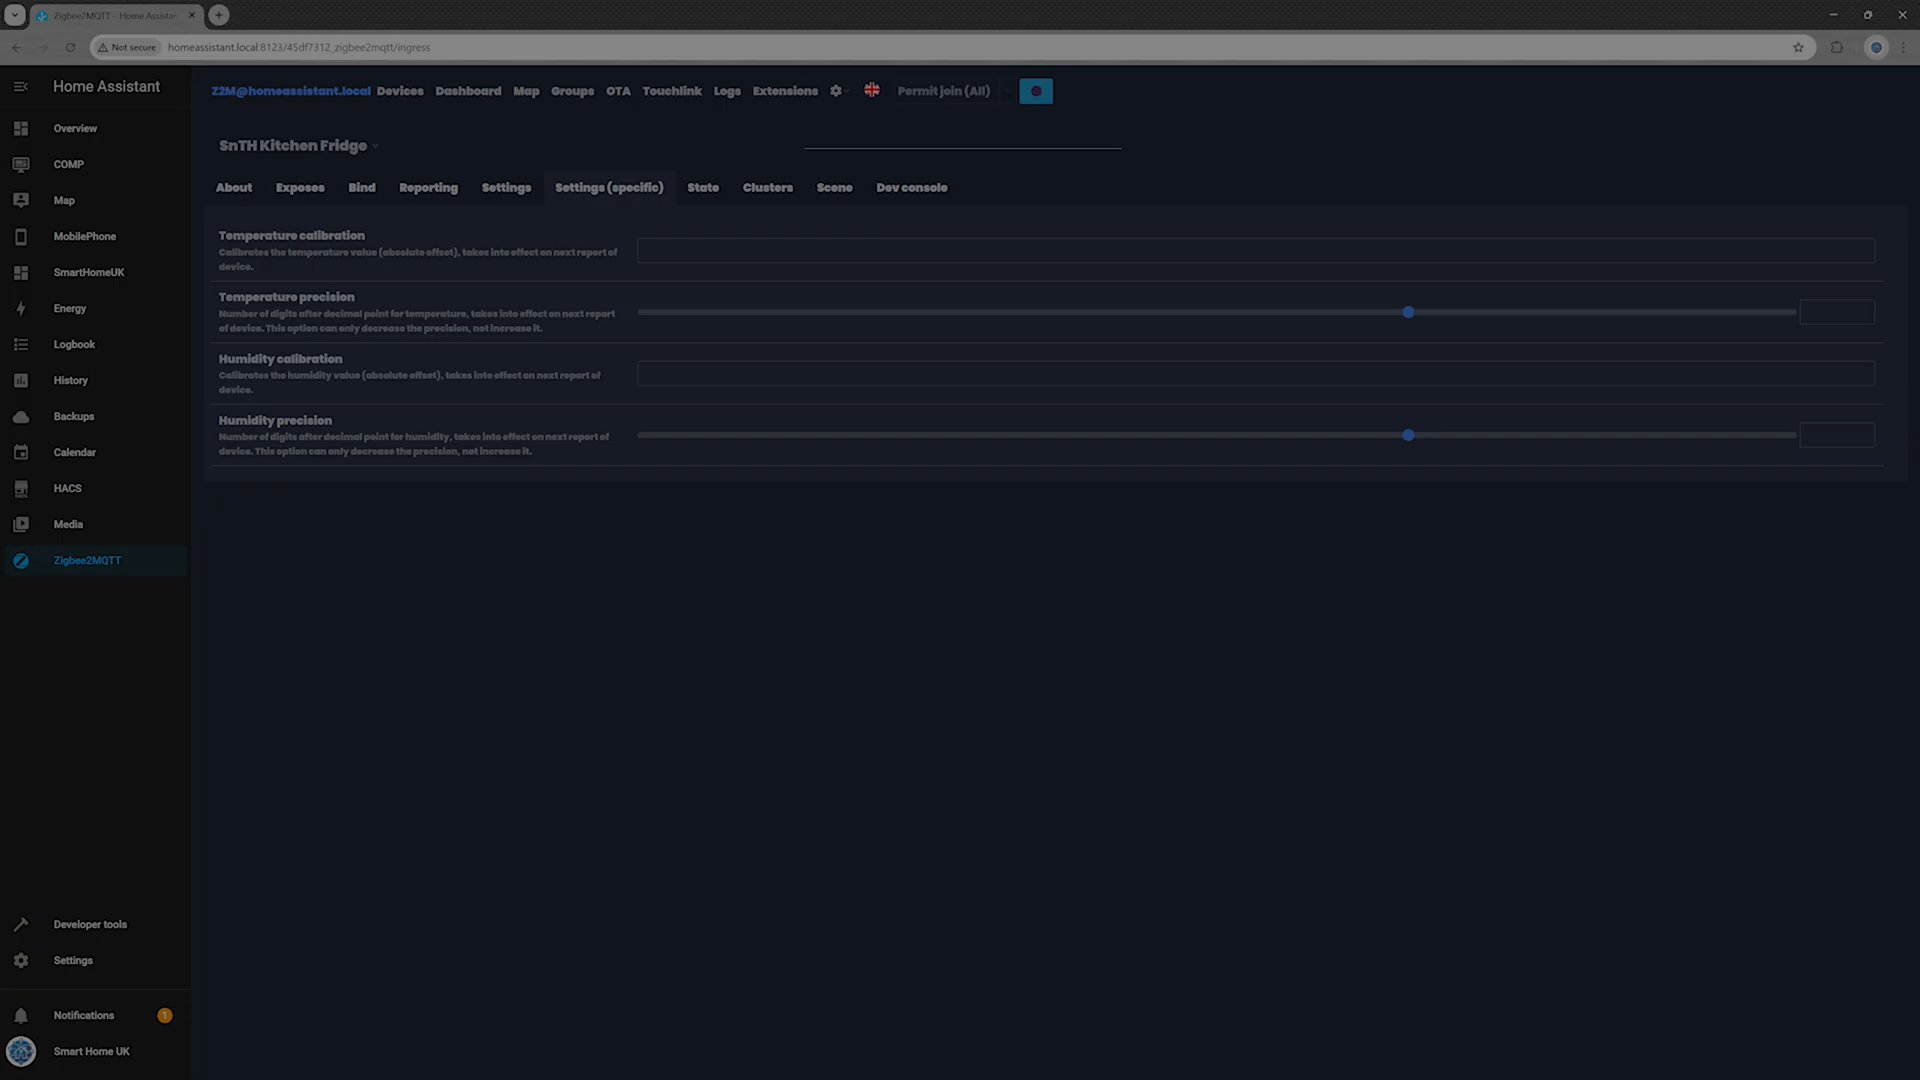 Zigbee2MQTT – Home Assistan
Not secure
homeassistant.local:8123/45df7312_zigbee2mqtt/ingress
Home Assistant
Z2M@homeassistant.local Devices Dashboard Map Groups OTA Touchlink Logs Extensions Permit join (All)
Overview
COMP
Map
MobilePhone
SmartHomeUK
Energy
Logbook
History
Backups
Calendar
HACS
Media
Zigbee2MQTT
Developer tools
Settings
Notifications 1
Smart Home UK
SnTH Kitchen Fridge
About Exposes Bind Reporting Settings Settings (specific) State Clusters Scene Dev console
Temperature calibration
Calibrates the temperature value (absolute offset), takes into effect on next report of
device.
Temperature precision
Number of digits after decimal point for temperature, takes into effect on next report
of device. This option can only decrease the precision, not increase it.
Humidity calibration
Calibrates the humidity value (absolute offset), takes into effect on next report of
device.
Humidity precision
Number of digits after decimal point for humidity, takes into effect on next report of
device. This option can only decrease the precision, not increase it.